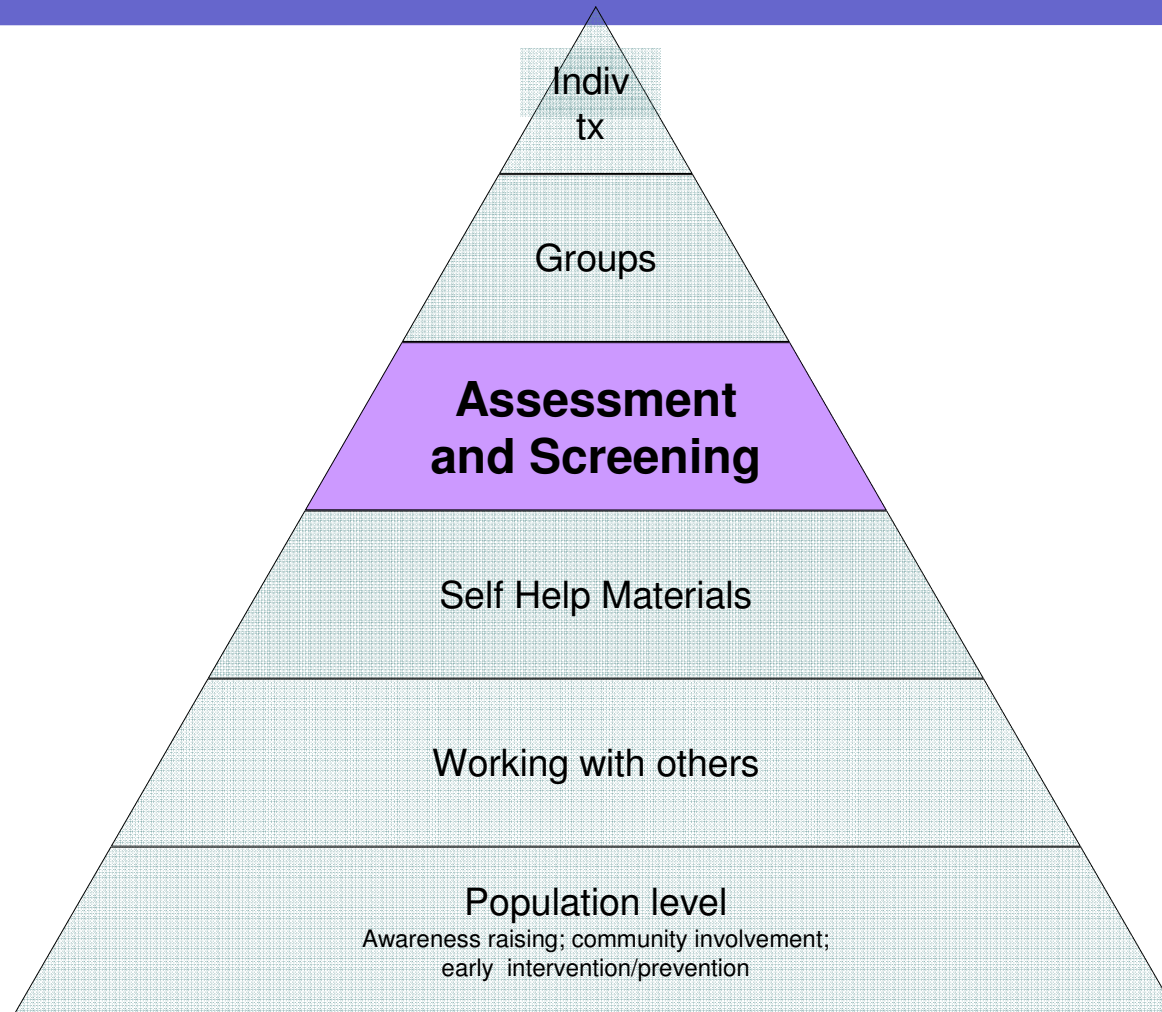 Indiv
tx
Groups
Assessment
and Screening
Self Help Materials
Working with others
Population level
Awareness raising; community involvement;
early intervention/prevention